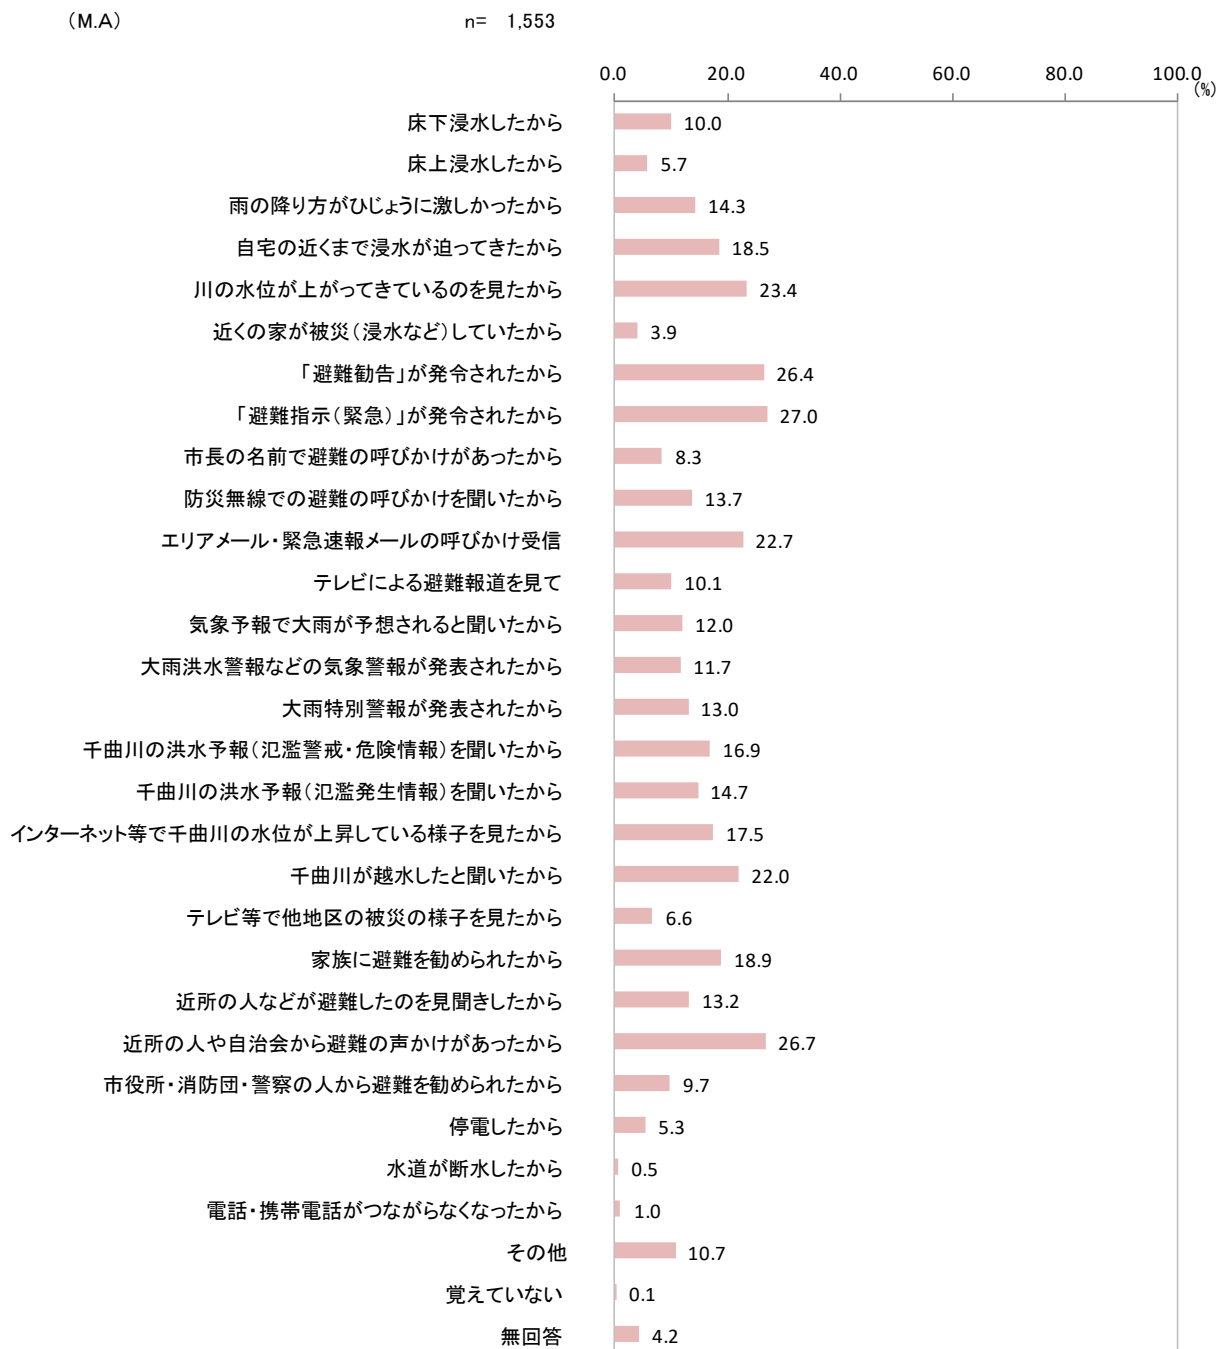 (M.A) n= 1,553
0.0 20.0 40.0 60.0 80.0 100.0
(%)
床下浸水したから 10.0
床上浸水したから 5.7
雨の降り方がひじょうに激しかったから 14.3
自宅の近くまで浸水が迫ってきたから 18.5
川の水位が上がってきているのを見たから 23.4
近くの家が被災(浸水など)していたから 3.9
「避難勧告」が発令されたから 26.4
「避難指示(緊急)」が発令されたから 27.0
市長の名前で避難の呼びかけがあったから 8.3
防災無線での避難の呼びかけを聞いたから 13.7
エリアメール・緊急速報メールの呼びかけ受信 22.7
テレビによる避難報道を見て 10.1
気象予報で大雨が予想されると聞いたから 12.0
大雨洪水警報などの気象警報が発表されたから 11.7
大雨特別警報が発表されたから 13.0
千曲川の洪水予報(氾濫警戒・危険情報)を聞いたから 16.9
千曲川の洪水予報(氾濫発生情報)を聞いたから 14.7
インターネット等で千曲川の水位が上昇している様子を見たから 17.5
千曲川が越水したと聞いたから 22.0
テレビ等で他地区の被災の様子を見たから 6.6
家族に避難を勧められたから 18.9
近所の人などが避難したのを見聞きしたから 13.2
近所の人や自治会から避難の声かけがあったから 26.7
市役所・消防団・警察の人から避難を勧められたから 9.7
停電したから 5.3
水道が断水したから 0.5
電話・携帯電話がつながらなくなったから 1.0
その他 10.7
覚えていない 0.1
無回答 4.2